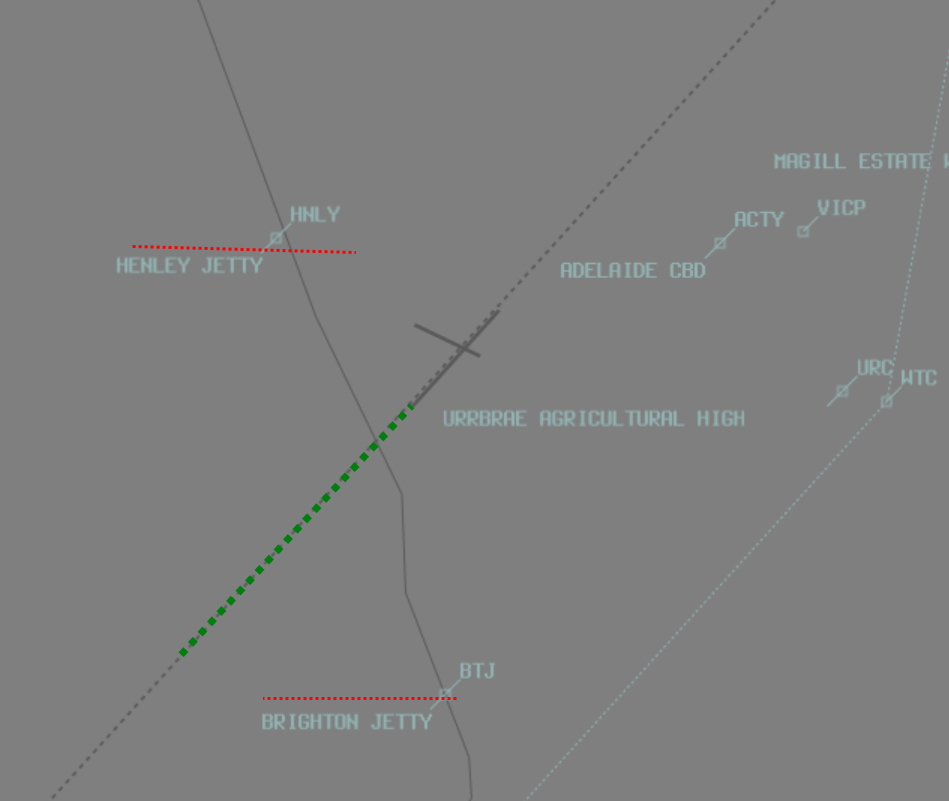 MAGILL ESTATE W
VICP
HNLY
ACTY
HENLEY JETTY
ADELAIDE CBD
URC
WTC
URRBRAE AGRICULTURAL HIGH
BTJ
BRIGHTON JETTY